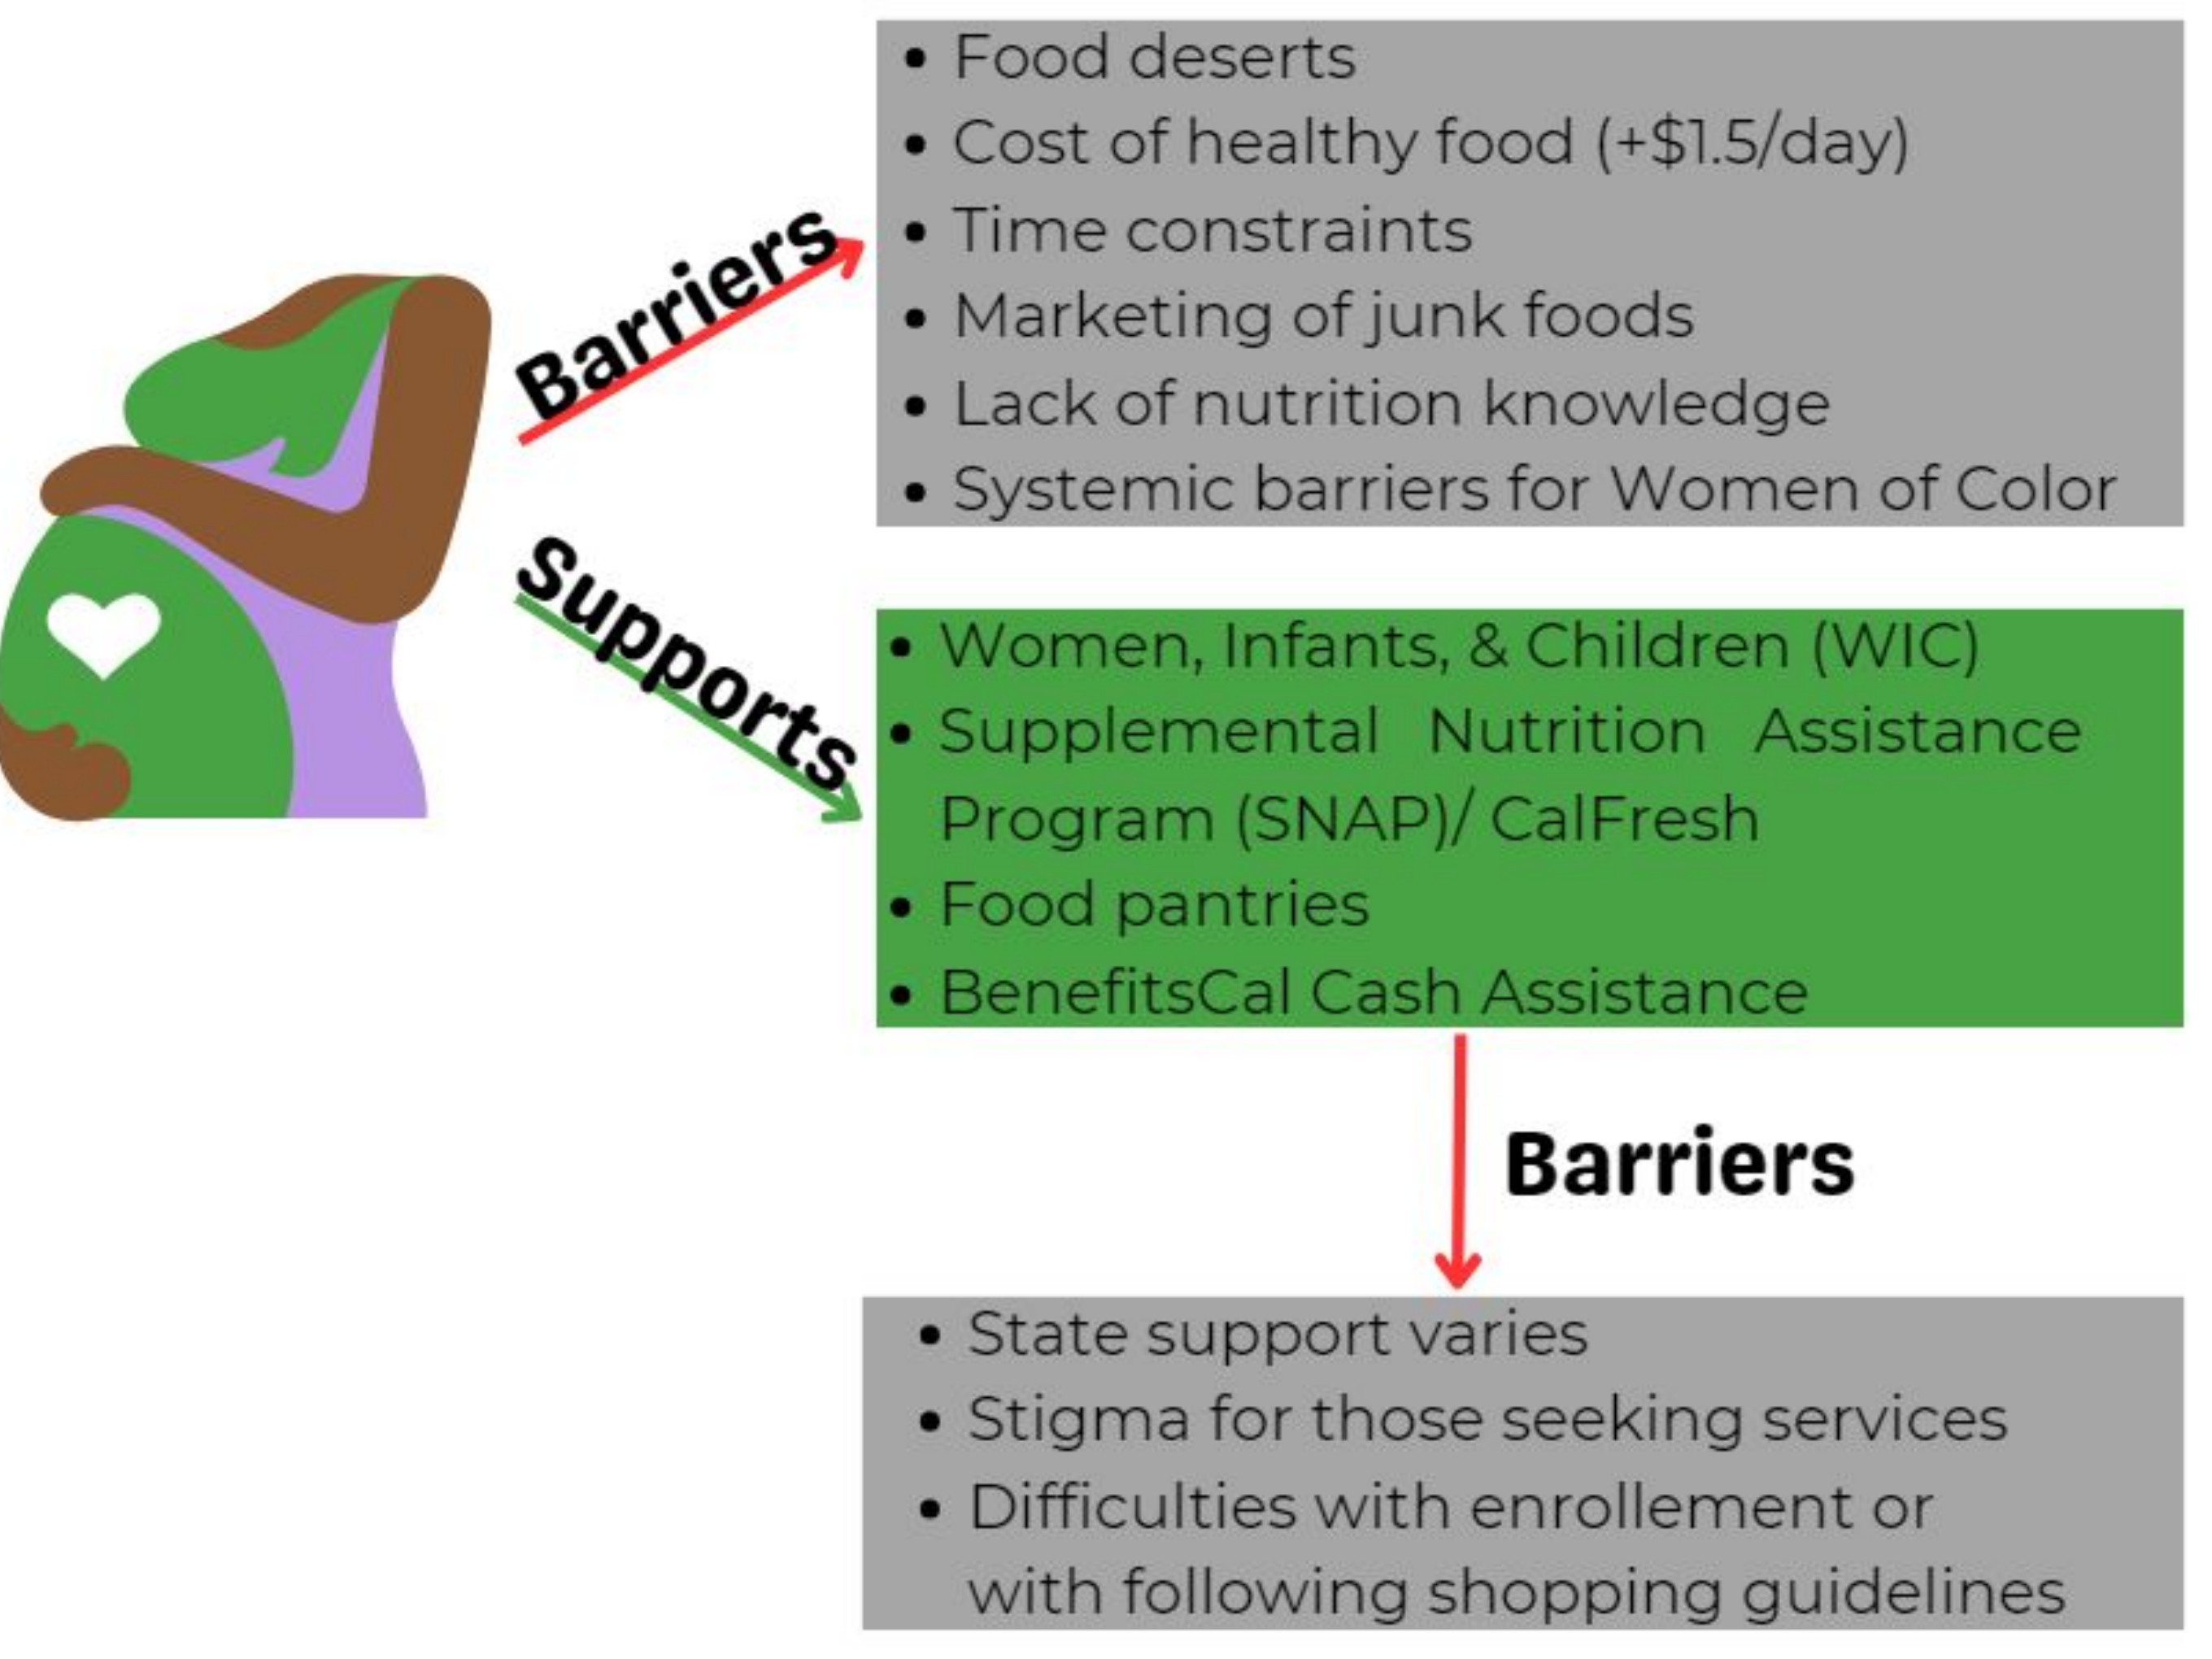 Barriers
• Food deserts
• Cost of healthy food (+$1.5/day)
• Time constraints
• Marketing of junk foods
• Lack of nutrition knowledge
• Systemic barriers for Women of Color
Supports
• Women, Infants, & Children (WIC)
• Supplemental Nutrition Assistance
Program (SNAP)/ CalFresh
• Food pantries
• BenefitsCal Cash Assistance
Barriers
• State support varies
• Stigma for those seeking services
• Difficulties with enrollement or
with following shopping guidelines